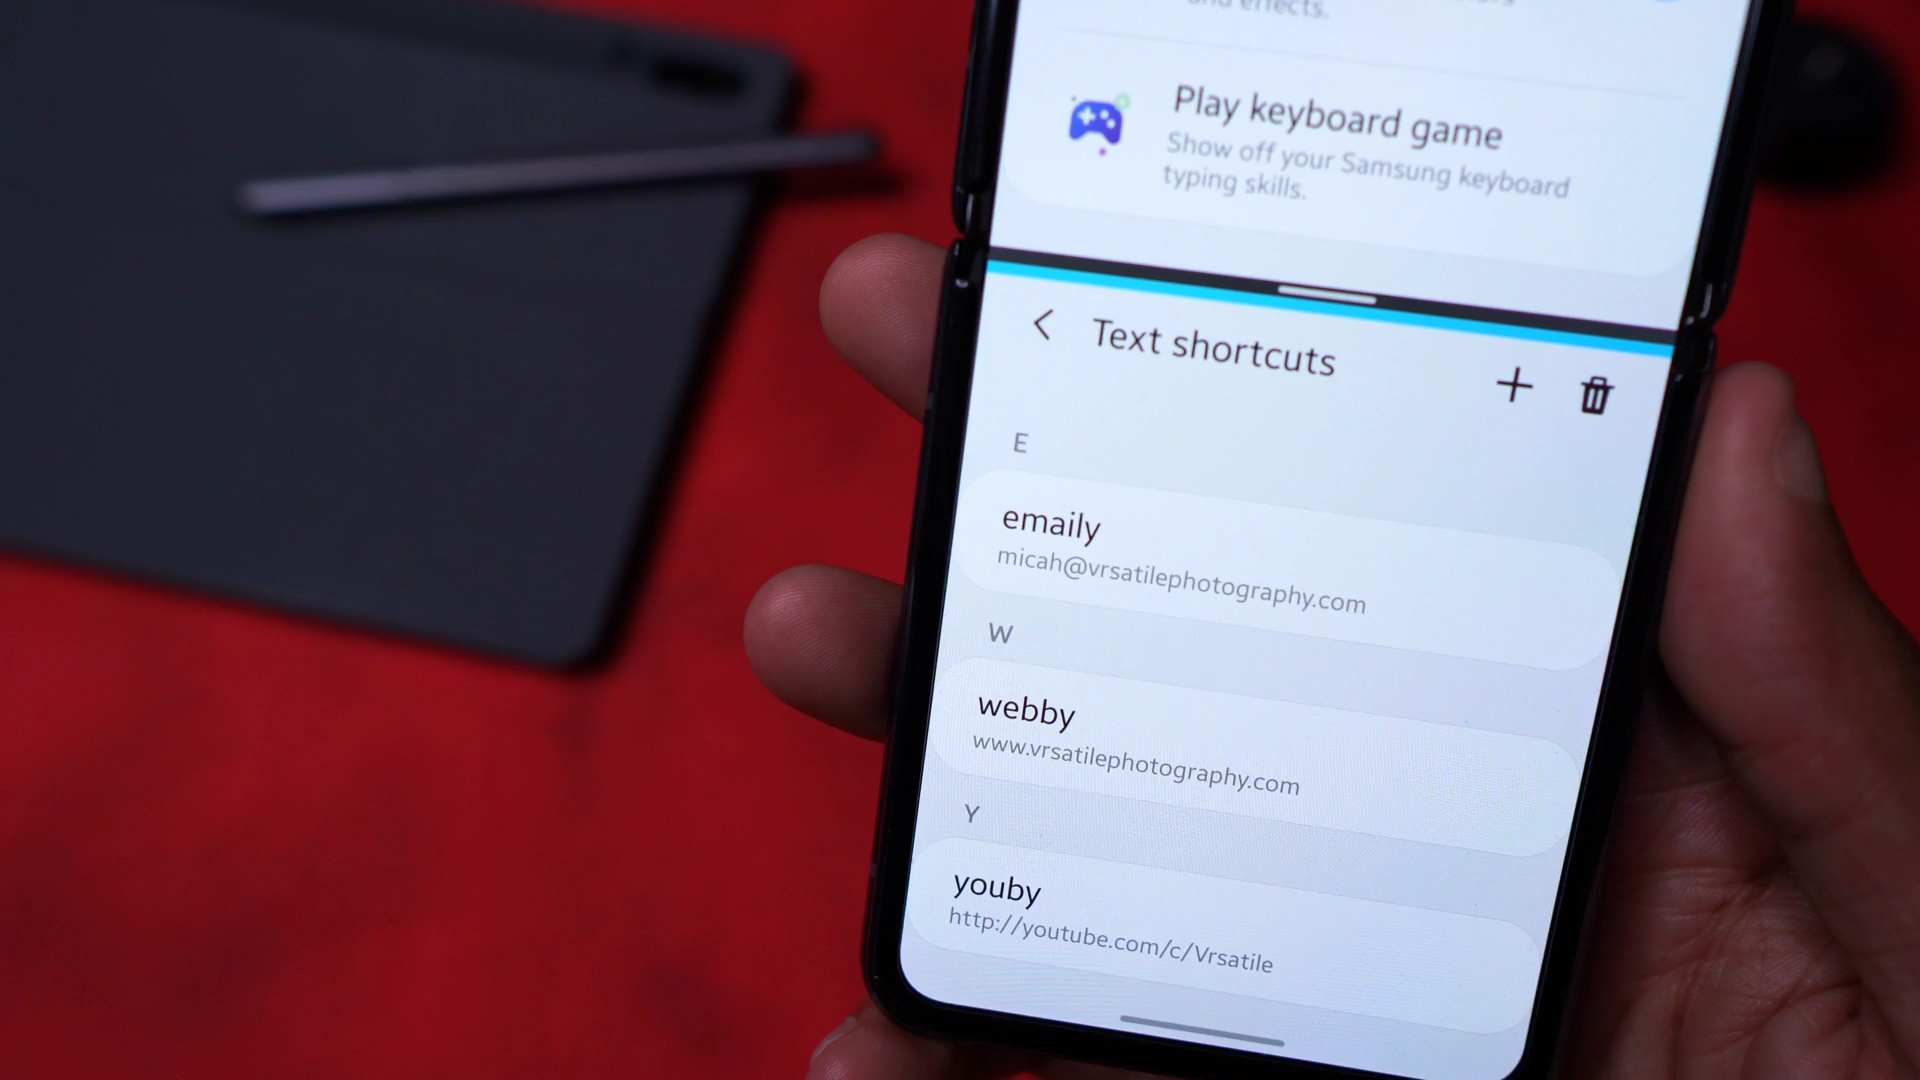 and effects.
Play keyboard game
Show off your Samsung keyboard
typing skills.
Text shortcuts
E
emaily
micah@vrsatilephotography.com
W
webby
www.vrsatilephotography.com
Y
youby
http://youtube.com/c/Vrsatile